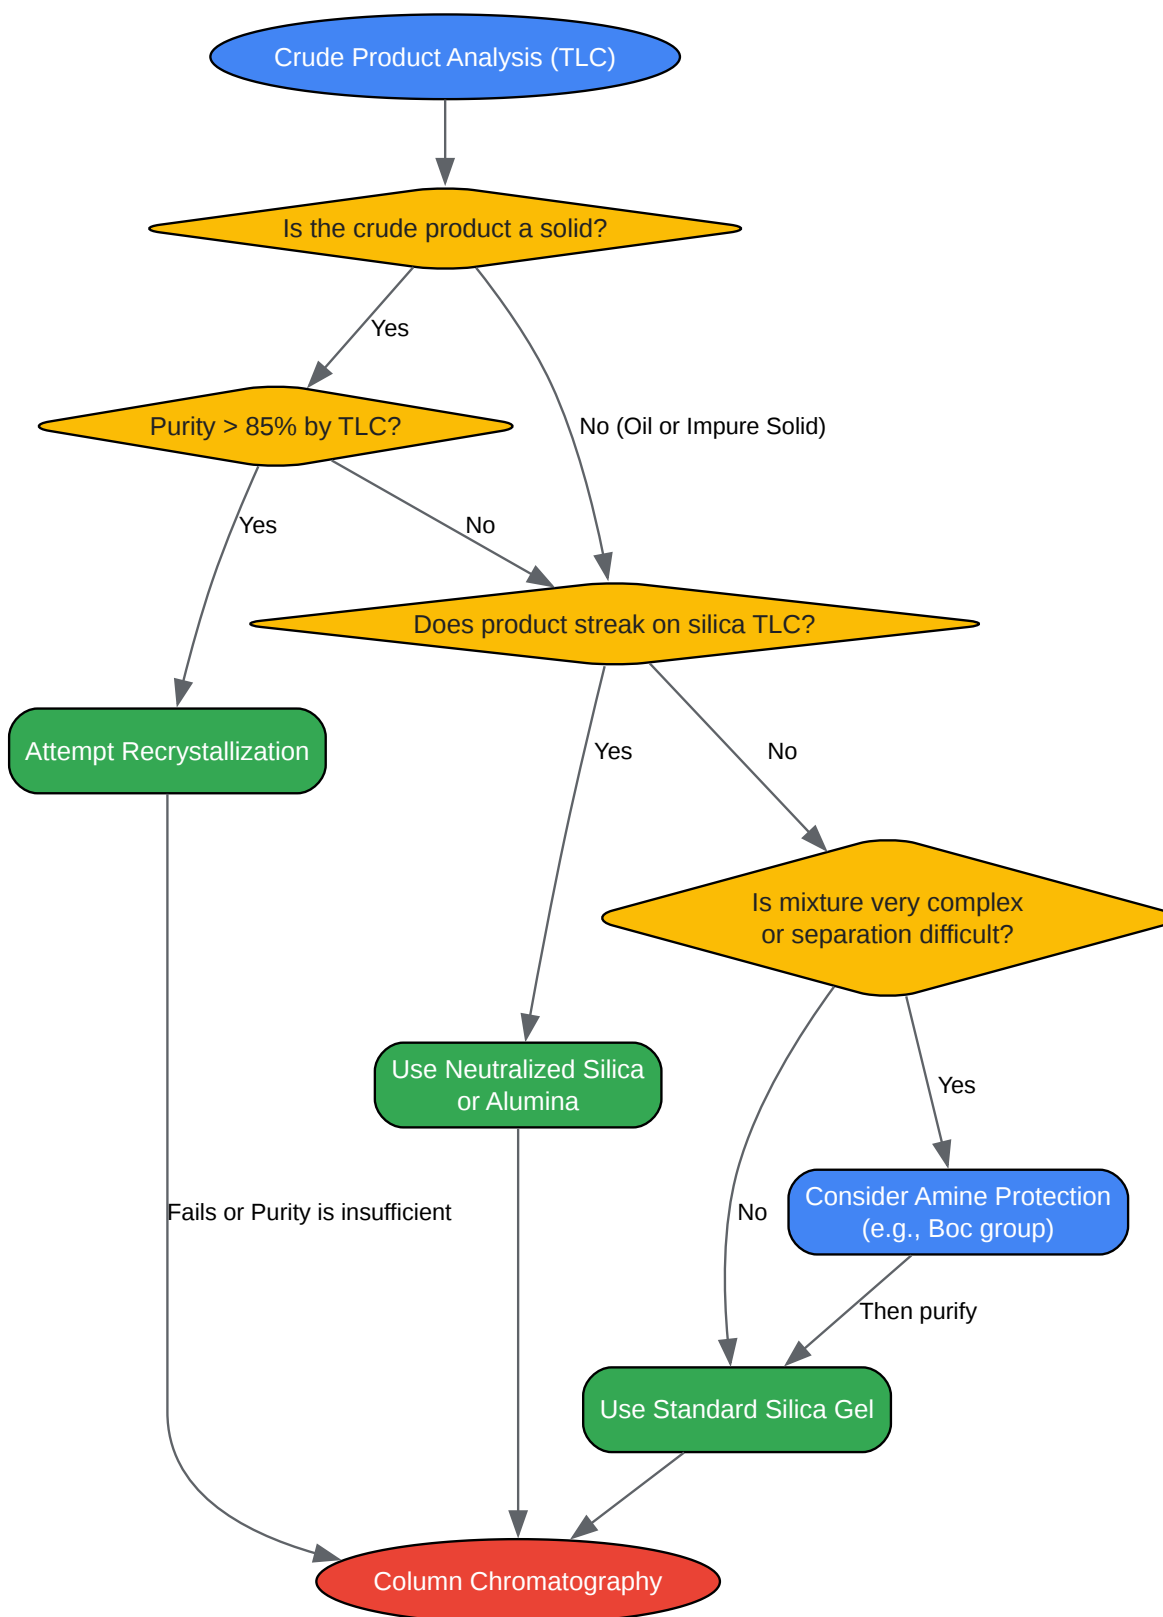 Crude Product Analysis (TLC)
Is the crude product a solid?
Yes
Purity > 85% by TLC?
No (Oil or Impure Solid)
Yes
No
Does product streak on silica TLC?
Attempt Recrystallization
Yes
No
Is mixture very complex
or separation difficult?
Use Neutralized Silica
or Alumina
Yes
Consider Amine Protection
(e.g., Boc group)
Fails or Purity is insufficient
No
Then purify
Use Standard Silica Gel
Column Chromatography